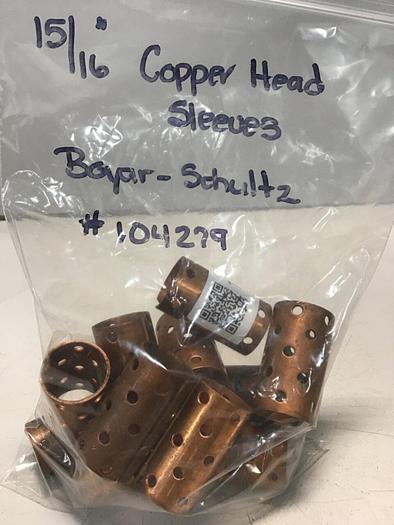 15/16" Copper Head
Sleeves
Boyar-Schultz
# 104279